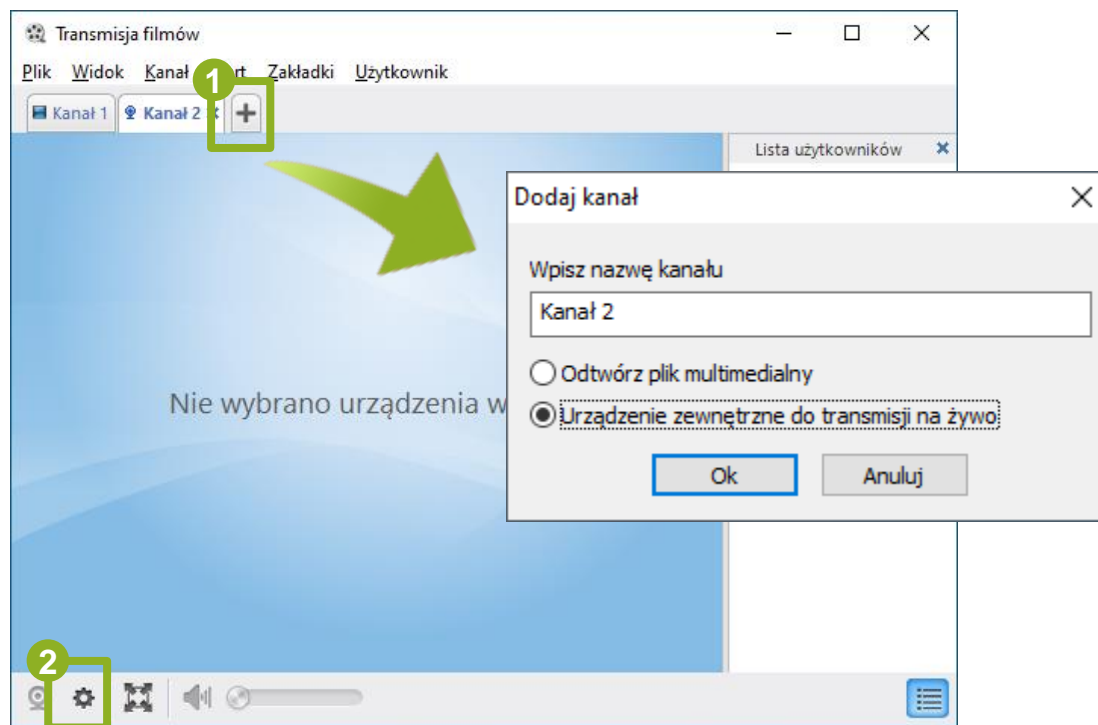 Transmisja filmów
Plik Widok Kanał Zakładki Użytkownik
1
Kanał 1 Kanał 2
Lista użytkowników
Dodaj kanał
Wpisz nazwę kanału
Kanał 2
Odtwórz plik multimedialny
Nie wybrano urządzenia
Urządzenie zewnętrzne do transmisji na żywo
Ok Anuluj
2